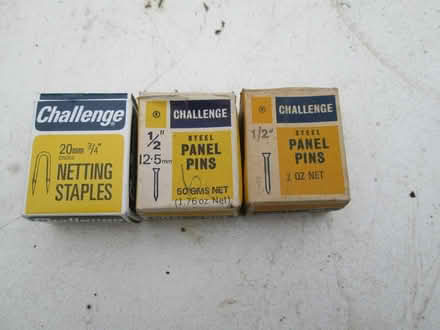 Challenge®
20mm 3/4"
NETTING
STAPLES
® CHALLENGE
STEEL
1/2"
PANEL
12·5mm
PINS
50 GMS NET
(1.76 oz Net)
® CHALLENGE
STEEL
1/2"
PANEL
PINS
1 OZ NET